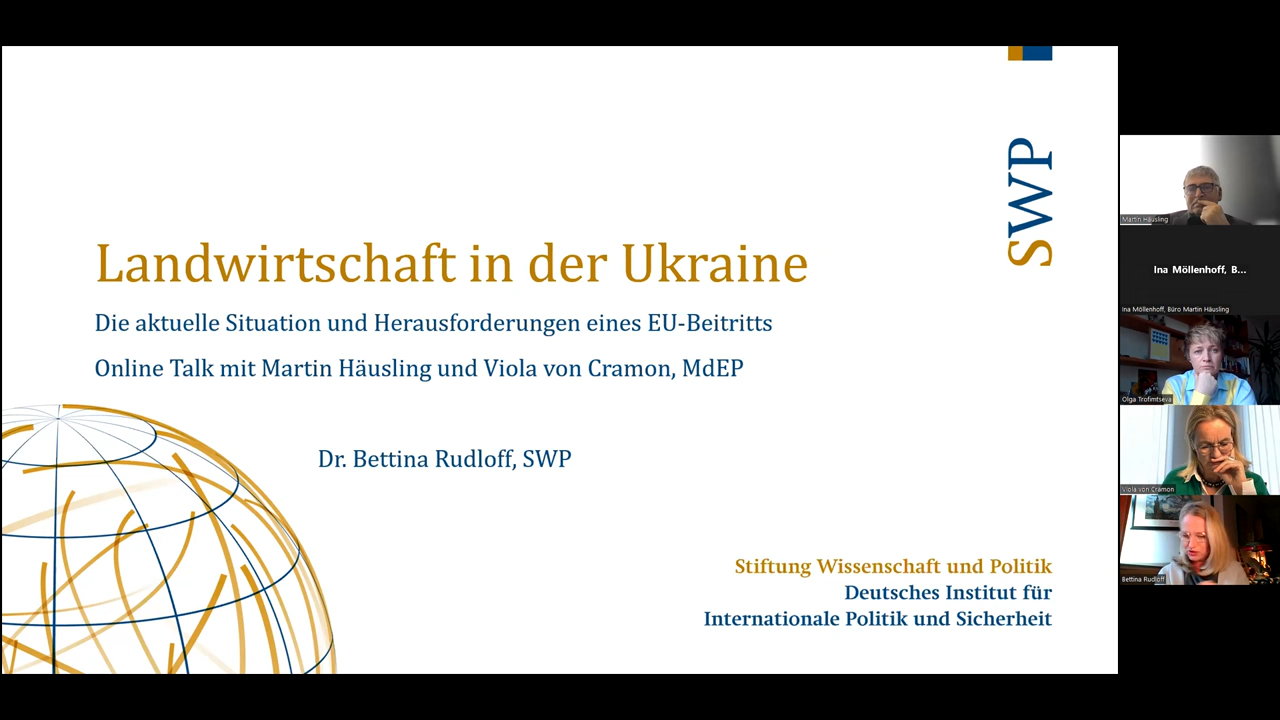 SWP
Landwirtschaft in der Ukraine
Die aktuelle Situation und Herausforderungen eines EU-Beitritts
Online Talk mit Martin Häusling und Viola von Cramon, MdEP
Dr. Bettina Rudloff, SWP
Stiftung Wissenschaft und Politik
Deutsches Institut für
Internationale Politik und Sicherheit
Martin Häusling
Ina Möllenhoff, B...
Ina Möllenhoff, Büro Martin Häusling
Olga Trofimtseva
Viola von Cramon
Bettina Rudloff